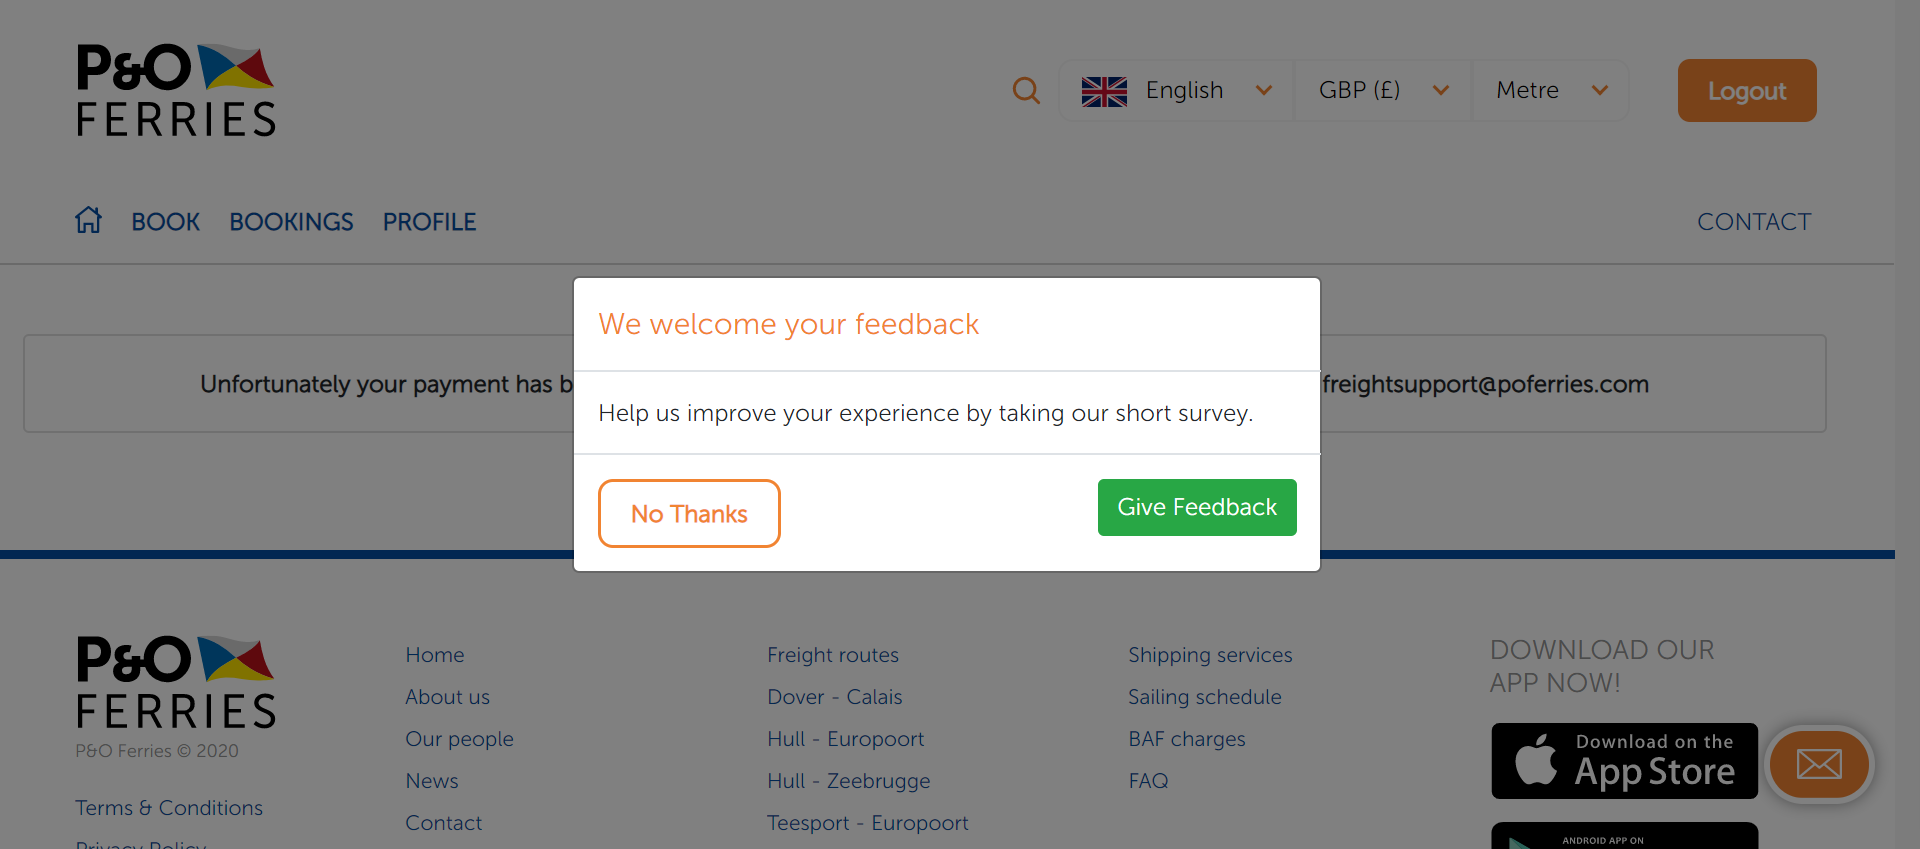 P&O
FERRIES
English
GBP (£)
Metre
Logout
BOOK
BOOKINGS
PROFILE
CONTACT
We welcome your feedback
Unfortunately your payment has b
freightsupport@poferries.com
Help us improve your experience by taking our short survey.
No Thanks
Give Feedback
P&O
FERRIES
P&O Ferries © 2020
Terms & Conditions
Privacy Policy
Home
About us
Our people
News
Contact
Freight routes
Dover - Calais
Hull - Europoort
Hull - Zeebrugge
Teesport - Europoort
Shipping services
Sailing schedule
BAF charges
FAQ
DOWNLOAD OUR
APP NOW!
Download on the
App Store
ANDROID APP ON